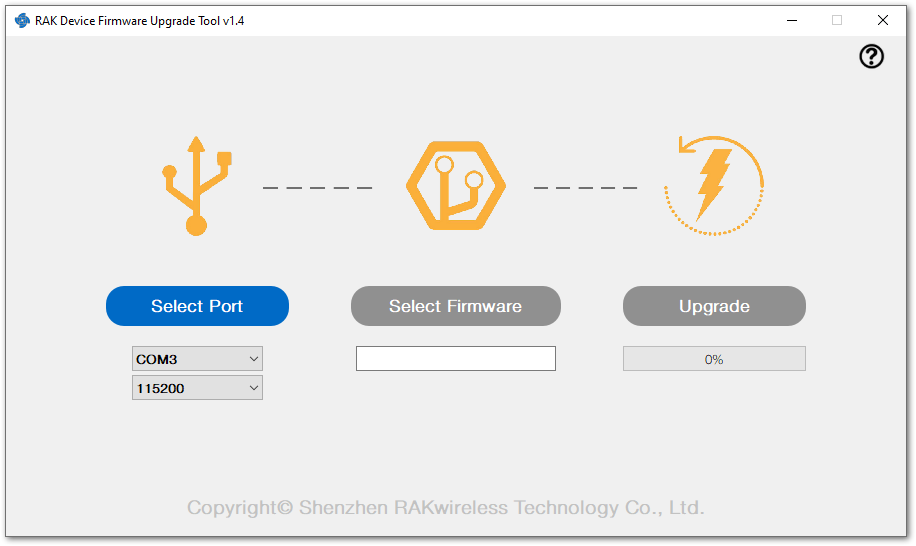 RAK Device Firmware Upgrade Tool v1.4
Select Port
Select Firmware
Upgrade
COM3
0%
115200
Copyright© Shenzhen RAKwireless Technology Co., Ltd.